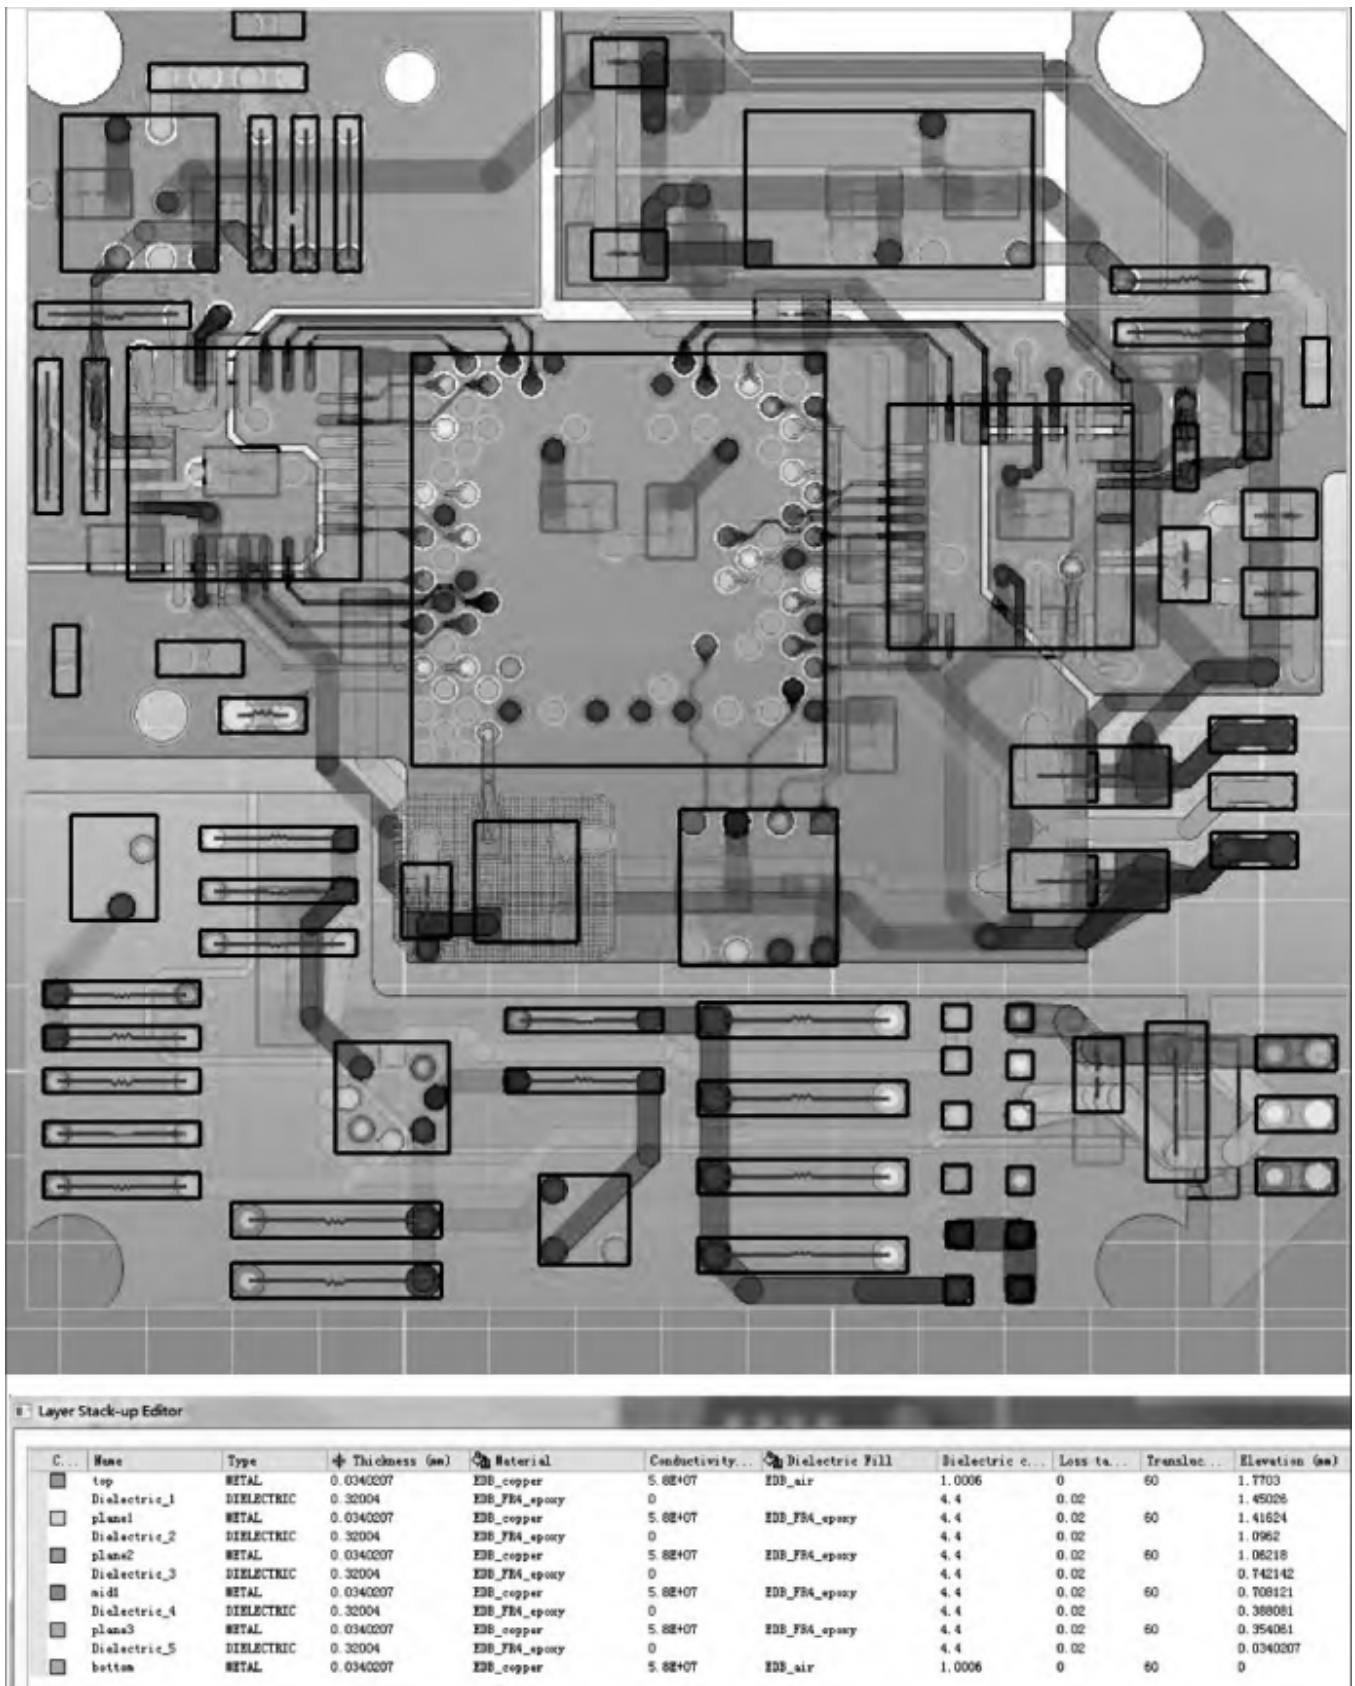 Layer Stack-up Editor
C... Name Type Thickness (mm) Material Conductivity... Dielectric Fill Dielectric c... Loss ta... Transluc... Elevation (mm)
top METAL 0.0340207 EDB_copper 5.8E+07 EDB_air 1.0006 0 60 1.7703
Dielectric_1 DIELECTRIC 0.32004 EDB_FR4_epoxy 0 4.4 0.02 1.45026
plane1 METAL 0.0340207 EDB_copper 5.8E+07 EDB_FR4_epoxy 4.4 0.02 60 1.41624
Dielectric_2 DIELECTRIC 0.32004 EDB_FR4_epoxy 0 4.4 0.02 1.0962
plane2 METAL 0.0340207 EDB_copper 5.8E+07 EDB_FR4_epoxy 4.4 0.02 60 1.06218
Dielectric_3 DIELECTRIC 0.32004 EDB_FR4_epoxy 0 4.4 0.02 0.742142
mid1 METAL 0.0340207 EDB_copper 5.8E+07 EDB_FR4_epoxy 4.4 0.02 60 0.708121
Dielectric_4 DIELECTRIC 0.32004 EDB_FR4_epoxy 0 4.4 0.02 0.388081
plane3 METAL 0.0340207 EDB_copper 5.8E+07 EDB_FR4_epoxy 4.4 0.02 60 0.354061
Dielectric_5 DIELECTRIC 0.32004 EDB_FR4_epoxy 0 4.4 0.02 0.0340207
bottom METAL 0.0340207 EDB_copper 5.8E+07 EDB_air 1.0006 0 60 0